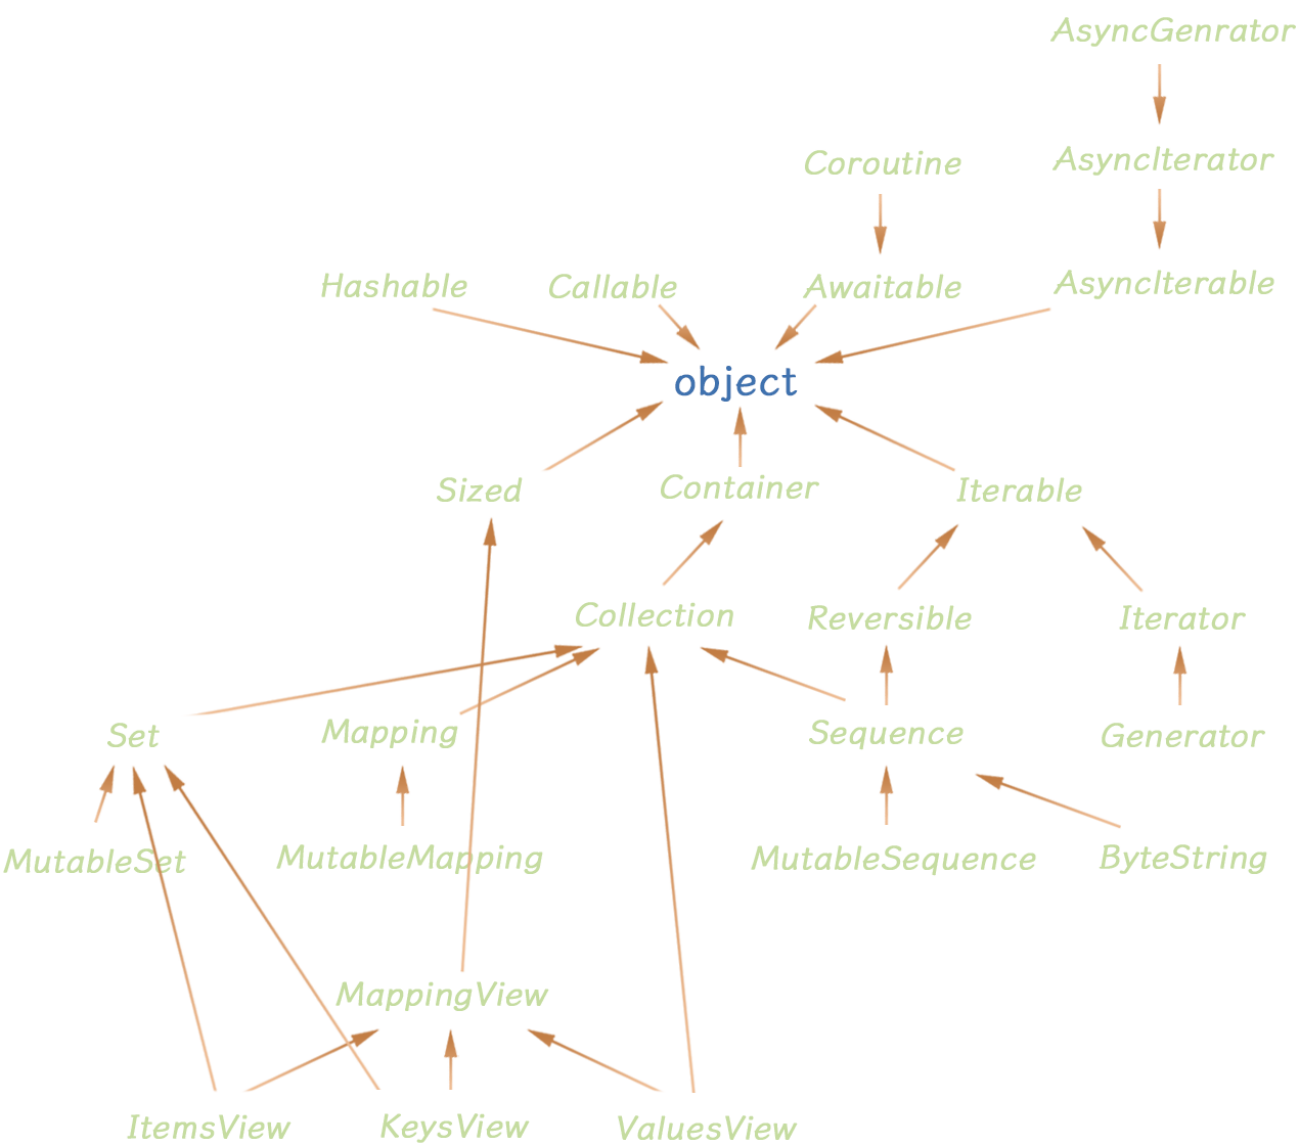 AsyncGenrator
Coroutine
AsyncIterator
Hashable
Callable
Awaitable
AsyncIterable
object
Sized
Container
Iterable
Collection
Reversible
Iterator
Set
Mapping
Sequence
Generator
MutableSet
MutableMapping
MutableSequence
ByteString
MappingView
ItemsView
KeysView
ValuesView